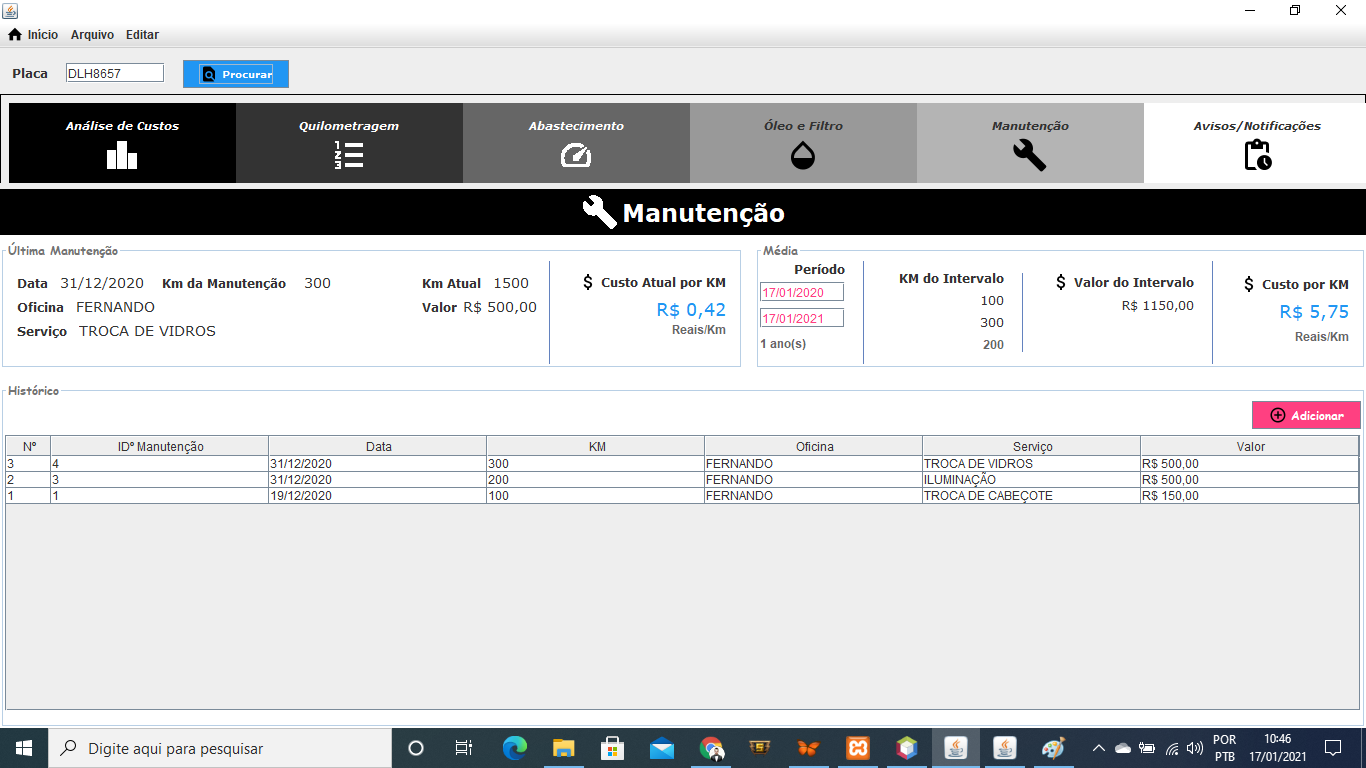 Início Arquivo Editar
Placa DLH8657 Procurar
Análise de Custos Quilometragem Abastecimento Óleo e Filtro Manutenção Avisos/Notificações
Manutenção
Última Manutenção
Data 31/12/2020 Km da Manutenção 300 Km Atual 1500
Oficina FERNANDO Valor R$ 500,00
Serviço TROCA DE VIDROS
$ Custo Atual por KM
R$ 0,42
Reais/Km
Média
Período
17/01/2020
17/01/2021
1 ano(s)
KM do Intervalo
100
300
200
$ Valor do Intervalo
R$ 1150,00
$ Custo por KM
R$ 5,75
Reais/Km
Histórico
Adicionar
Nº IDº Manutenção Data KM Oficina Serviço Valor
3 4 31/12/2020 300 FERNANDO TROCA DE VIDROS R$ 500,00
2 3 31/12/2020 200 FERNANDO ILUMINAÇÃO R$ 500,00
1 1 19/12/2020 100 FERNANDO TROCA DE CABEÇOTE R$ 150,00
Digite aqui para pesquisar
POR
PTB
10:46
17/01/2021